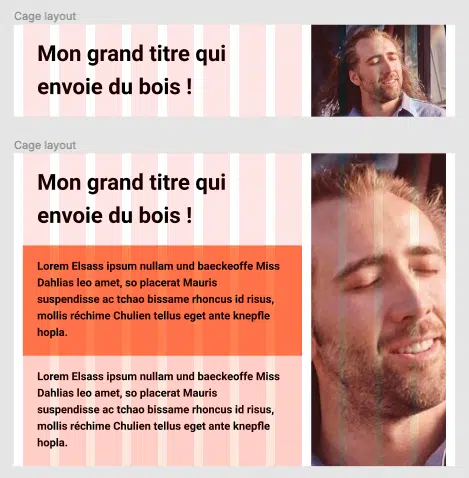 Cage layout
Mon grand titre qui
envoie du bois !
Cage layout
Mon grand titre qui
envoie du bois !
Lorem Elsass ipsum nullam und baeckeoffe Miss
Dahlias leo amet, so placerat Mauris
suspendisse ac tchao bissame rhoncus id risus,
mollis réchime Chulien tellus eget ante knepfle
hopla.
Lorem Elsass ipsum nullam und baeckeoffe Miss
Dahlias leo amet, so placerat Mauris
suspendisse ac tchao bissame rhoncus id risus,
mollis réchime Chulien tellus eget ante knepfle
hopla.